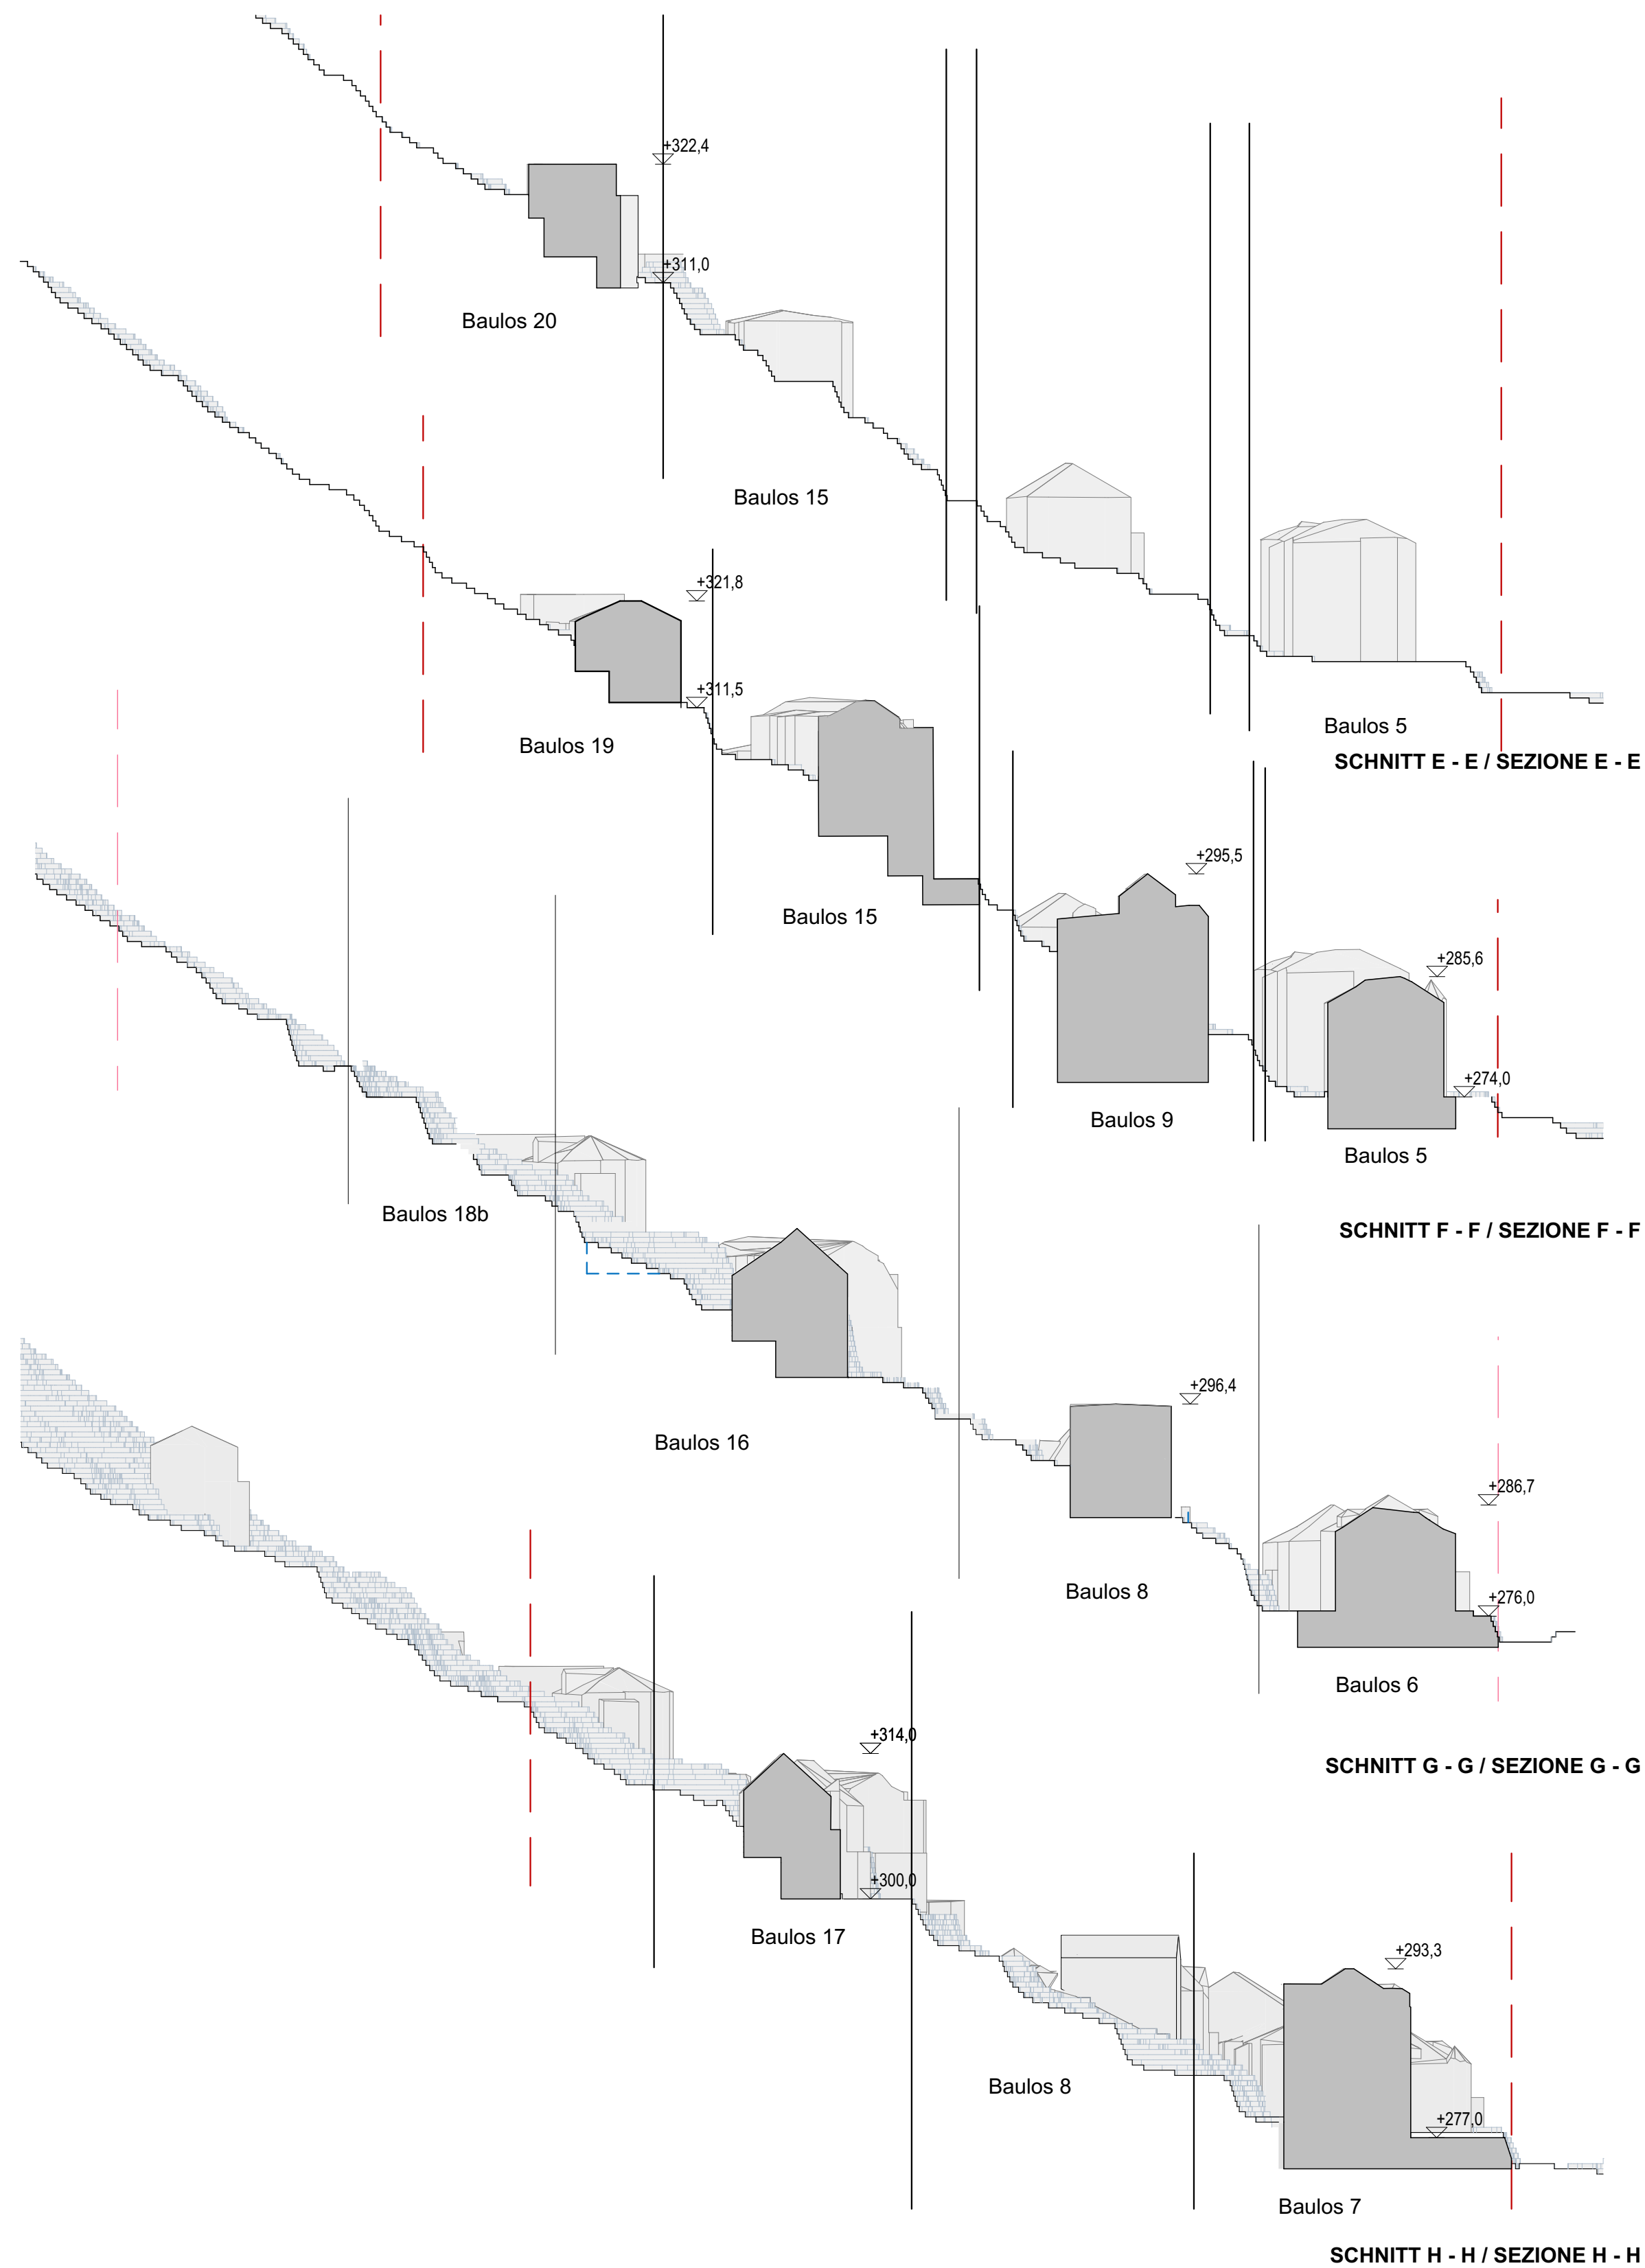 +322,4
+311,0
Baulos 20
Baulos 15
Baulos 5
SCHNITT E - E / SEZIONE E - E
+321,8
+311,5
Baulos 19
Baulos 15
+295,5
Baulos 9
+285,6
+274,0
Baulos 5
SCHNITT F - F / SEZIONE F - F
Baulos 18b
Baulos 16
+296,4
Baulos 8
+286,7
+276,0
Baulos 6
SCHNITT G - G / SEZIONE G - G
+314,0
+300,0
Baulos 17
Baulos 8
+293,3
+277,0
Baulos 7
SCHNITT H - H / SEZIONE H - H